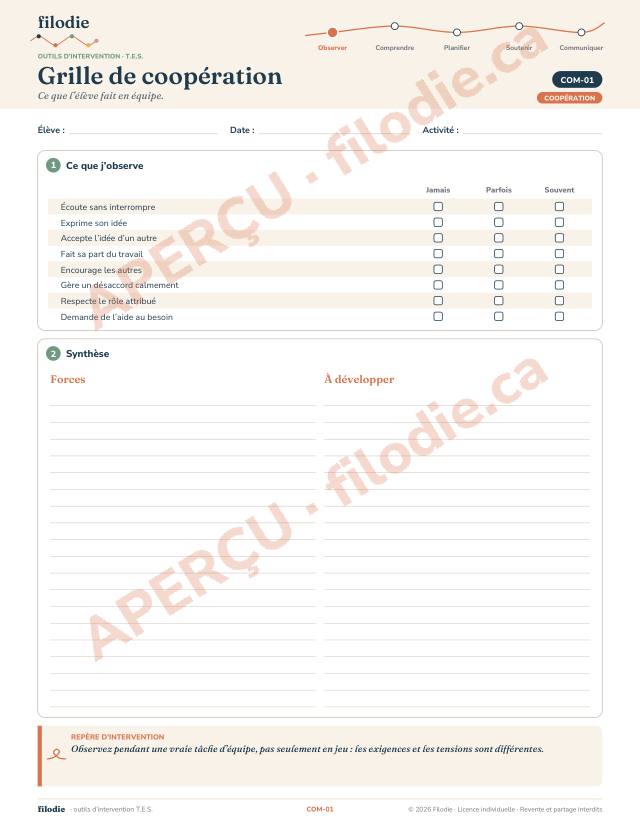 filodie
OUTILS D'INTERVENTION · T.E.S.
Observer Comprendre Planifier Soutenir Communiquer
Grille de coopération
Ce que l'élève fait en équipe.
COM-01
COOPÉRATION
Élève : Date : Activité :
1 Ce que j'observe
Jamais Parfois Souvent
Écoute sans interrompre
Exprime son idée
Accepte l'idée d'un autre
Fait sa part du travail
Encourage les autres
Gère un désaccord calmement
Respecte le rôle attribué
Demande de l'aide au besoin
APERÇU · filodie.ca
2 Synthèse
Forces À développer
APERÇU · filodie.ca
REPÈRE D'INTERVENTION
Observez pendant une vraie tâche d'équipe, pas seulement en jeu : les exigences et les tensions sont différentes.
filodie · outils d'intervention T.E.S. COM-01 © 2026 Filodie · Licence individuelle · Revente et partage interdits